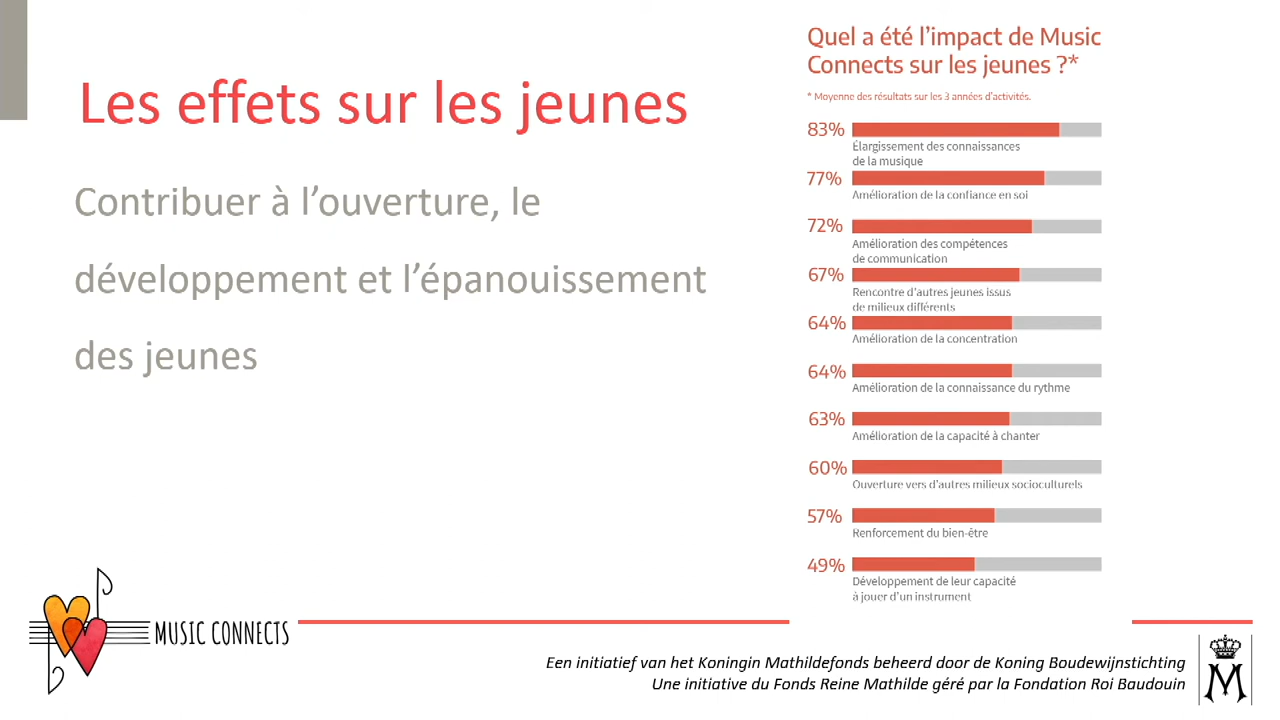 Les effets sur les jeunes
Contribuer à l’ouverture, le
développement et l’épanouissement
des jeunes
Quel a été l’impact de Music
Connects sur les jeunes ?*
* Moyenne des résultats sur les 3 années d’activités.
83%
Élargissement des connaissances
de la musique
77%
Amélioration de la confiance en soi
72%
Amélioration des compétences
de communication
67%
Rencontre d’autres jeunes issus
de milieux différents
64%
Amélioration de la concentration
64%
Amélioration de la connaissance du rythme
63%
Amélioration de la capacité à chanter
60%
Ouverture vers d’autres milieux socioculturels
57%
Renforcement du bien-être
49%
Développement de leur capacité
à jouer d’un instrument
MUSIC CONNECTS
Een initiatief van het Koningin Mathildefonds beheerd door de Koning Boudewijnstichting
Une initiative du Fonds Reine Mathilde géré par la Fondation Roi Baudouin
M